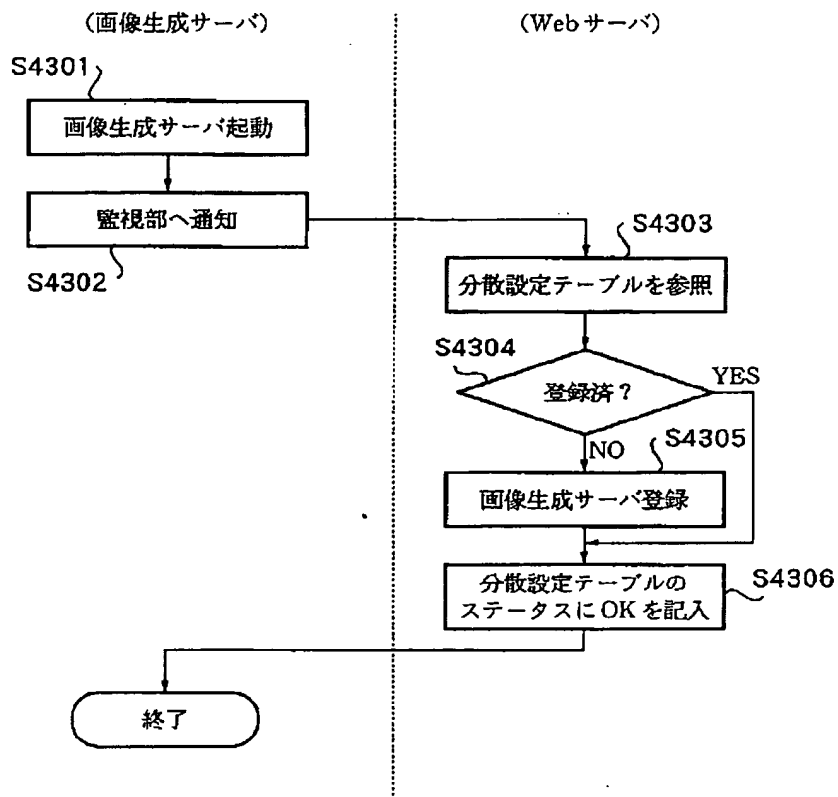 (画像生成サーバ)
(Webサーバ)
S4301
画像生成サーバ起動
監視部へ通知
S4302
S4303
分散設定テーブルを参照
S4304
登録済?
YES
NO
S4305
画像生成サーバ登録
分散設定テーブルの
ステータスにOKを記入
S4306
終了